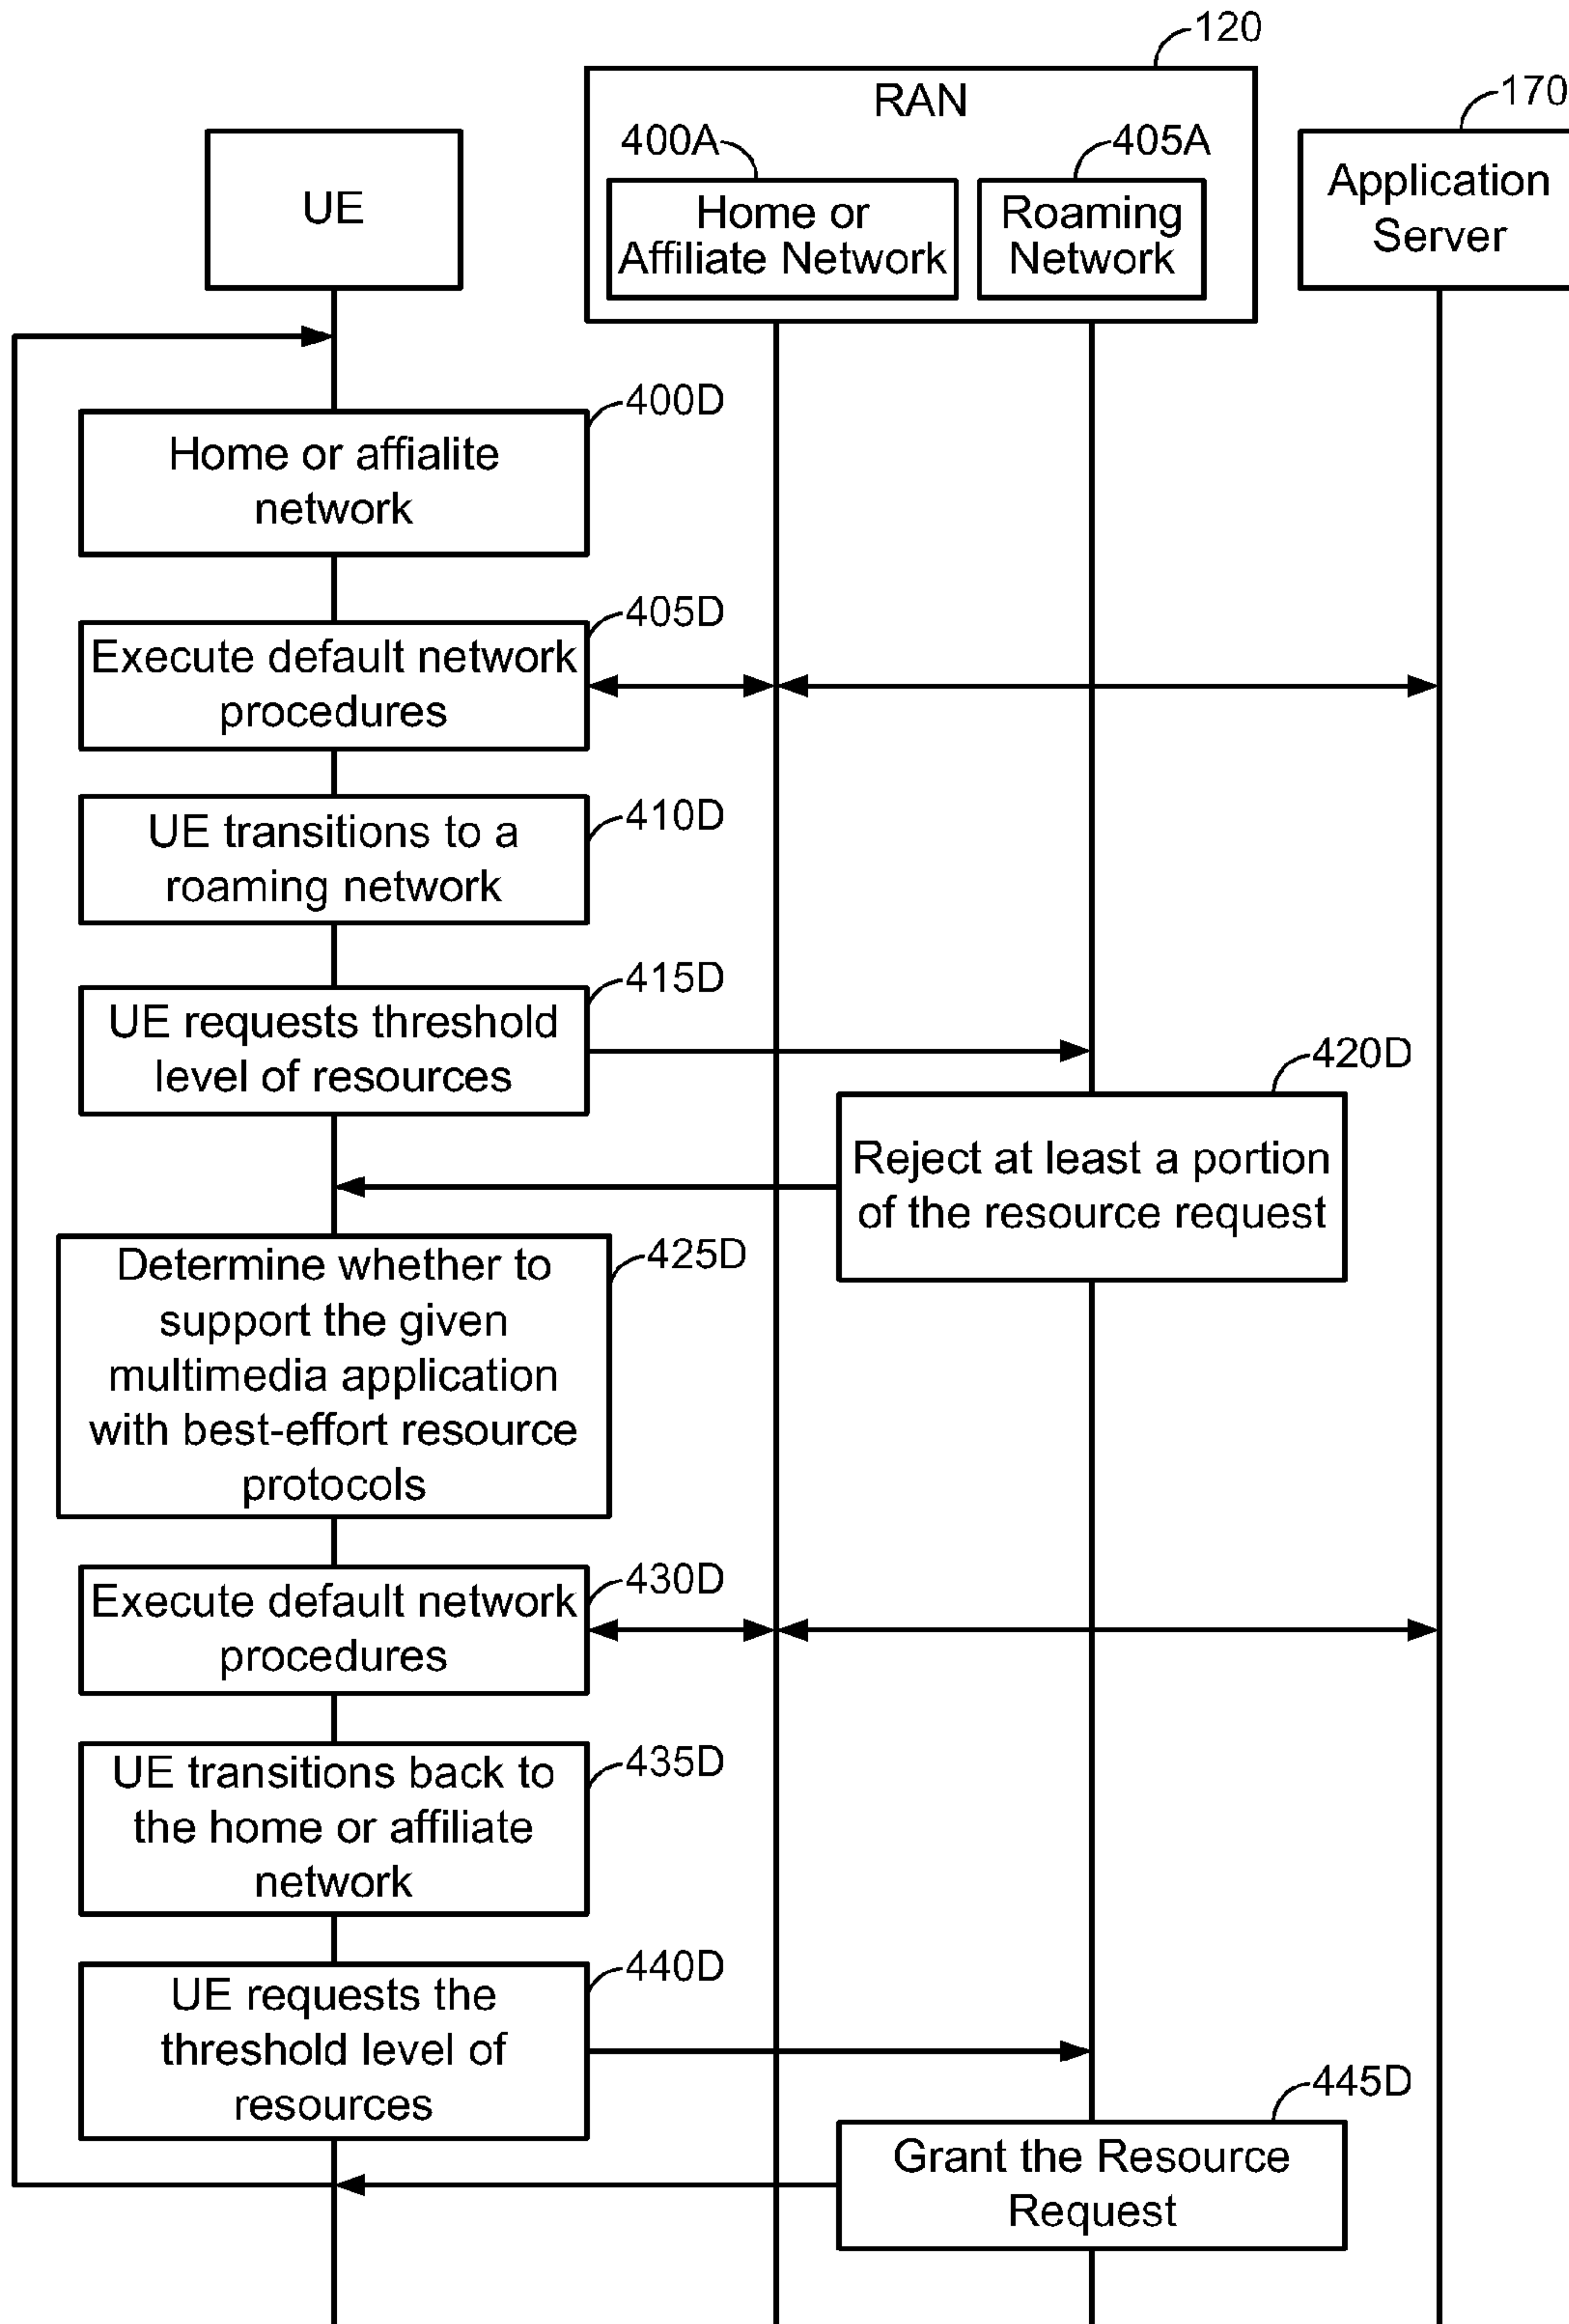 120
RAN
170
400A
405A
UE
Home or
Affiliate Network
Roaming
Network
Application
Server
400D
Home or affialite
network
405D
Execute default network
procedures
410D
UE transitions to a
roaming network
415D
UE requests threshold
level of resources
420D
Reject at least a portion
of the resource request
425D
Determine whether to
support the given
multimedia application
with best-effort resource
protocols
430D
Execute default network
procedures
435D
UE transitions back to
the home or affiliate
network
440D
UE requests the
threshold level of
resources
445D
Grant the Resource
Request